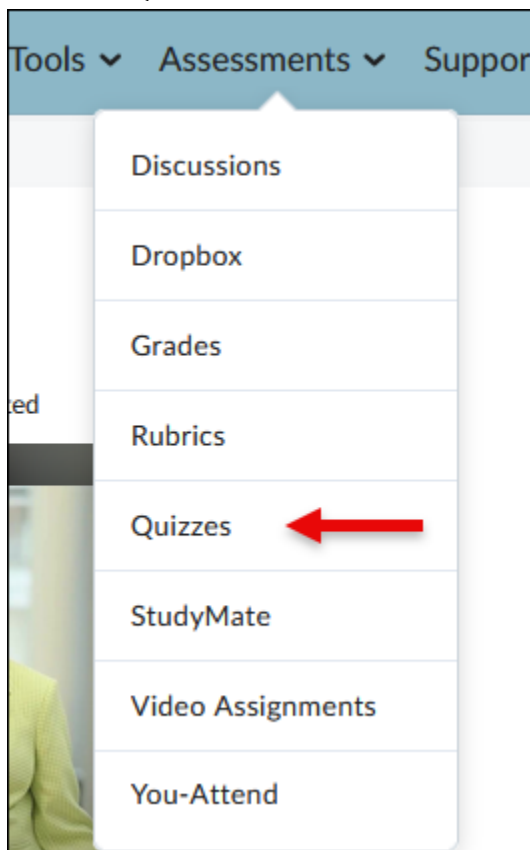 Tools Assessments Suppor
Discussions
Dropbox
Grades
ted
Rubrics
Quizzes
StudyMate
Video Assignments
You-Attend